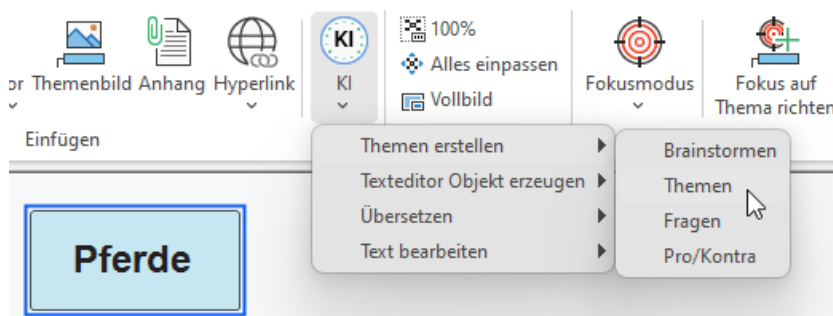 KI
100%
Alles einpassen
Vollbild
or Themenbild Anhang Hyperlink KI Fokusmodus Fokus auf
Thema richten
Einfügen
Themen erstellen
Texteditor Objekt erzeugen
Übersetzen
Text bearbeiten
Brainstormen
Themen
Fragen
Pro/Kontra
Pferde